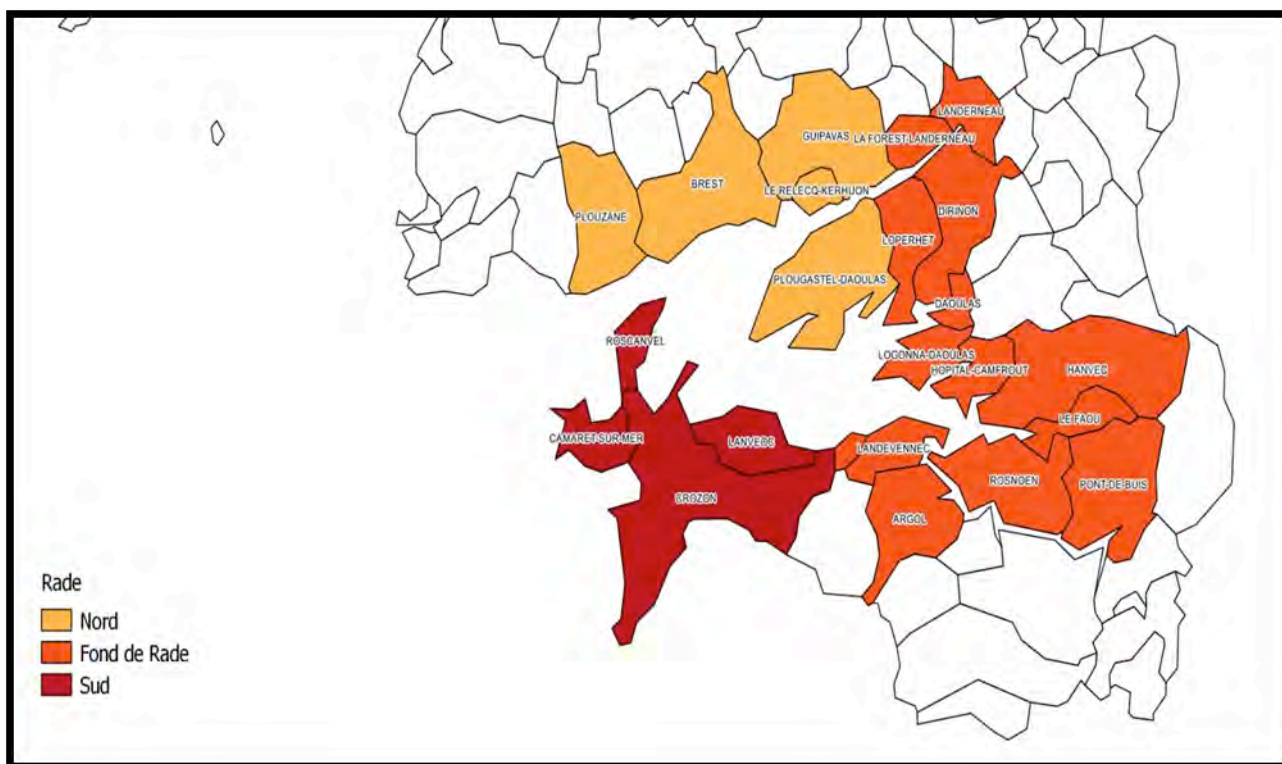 LANDERNEAU
GUIPAVAS
LA FOREST-LANDERNEAU
BREST
LE RELECQ-KERHUON
PLOUZANE
DIRINON
LOPERHET
PLOUGASTEL-DAOULAS
DAOULAS
ROSCANVEL
LOGONNA-DAOULAS
HOPITAL-CAMFROUT
HANVEC
LE FAOU
CAMARET-SUR-MER
LANVEOC
LANDEVENNEC
ROSNOEN
PONT-DE-BUIS
CROZON
ARGOL
Rade
Nord
Fond de Rade
Sud